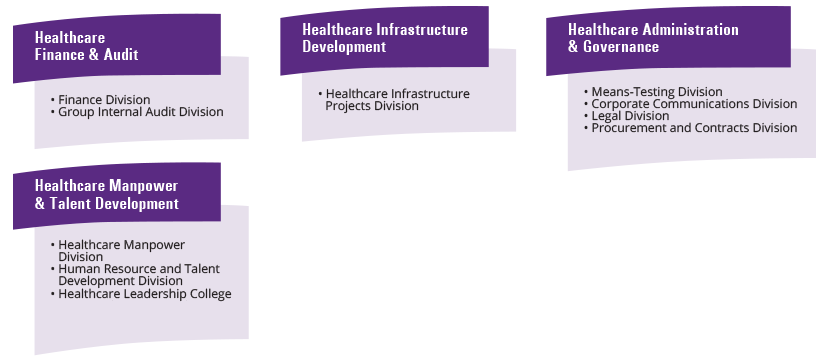 Healthcare
Finance & Audit
• Finance Division
• Group Internal Audit Division
Healthcare Infrastructure
Development
• Healthcare Infrastructure
Projects Division
Healthcare Administration
& Governance
• Means-Testing Division
• Corporate Communications Division
• Legal Division
• Procurement and Contracts Division
Healthcare Manpower
& Talent Development
• Healthcare Manpower
Division
• Human Resource and Talent
Development Division
• Healthcare Leadership College